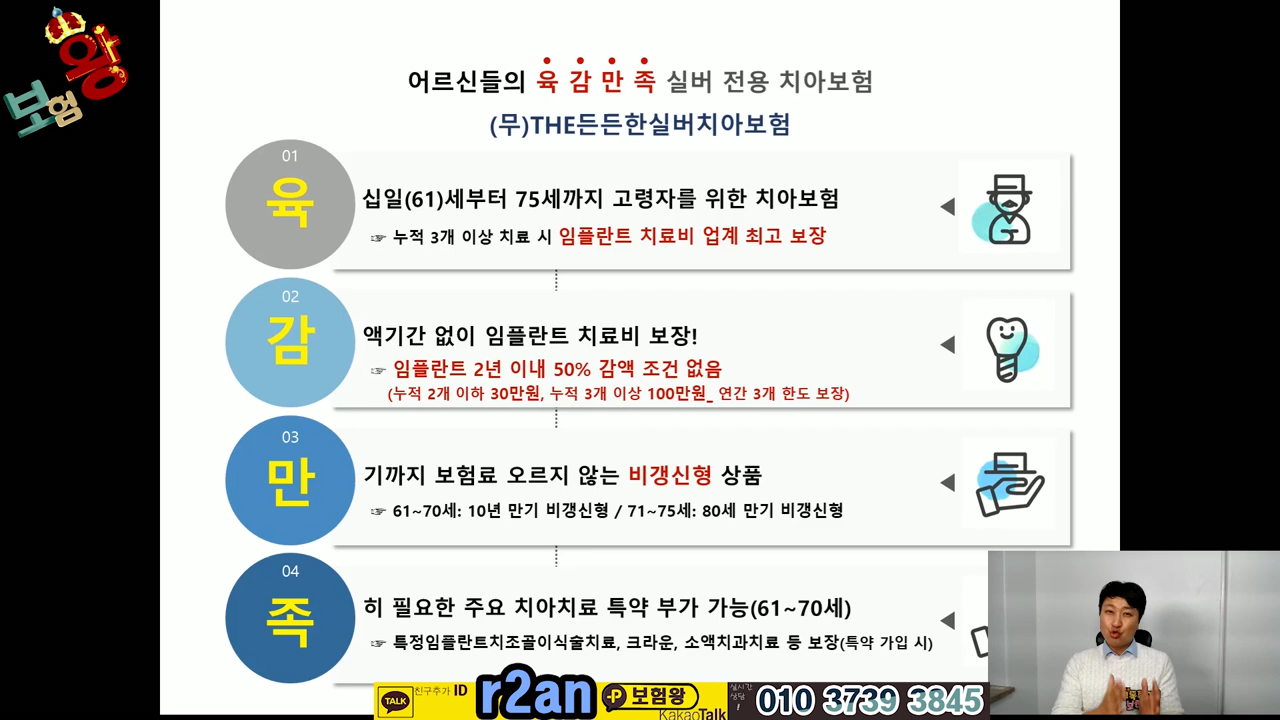 보험왕
어르신들의 육 감 만 족 실버 전용 치아보험
(무)THE든든한실버치아보험
01
육
십일(61)세부터 75세까지 고령자를 위한 치아보험
☞ 누적 3개 이상 치료 시 임플란트 치료비 업계 최고 보장
02
감
액기간 없이 임플란트 치료비 보장!
☞ 임플란트 2년 이내 50% 감액 조건 없음
(누적 2개 이하 30만원, 누적 3개 이상 100만원_ 연간 3개 한도 보장)
03
만
기까지 보험료 오르지 않는 비갱신형 상품
☞ 61~70세: 10년 만기 비갱신형 / 71~75세: 80세 만기 비갱신형
04
족
히 필요한 주요 치아치료 특약 부가 가능(61~70세)
☞ 특정임플란트치조골이식술치료, 크라운, 소액치과치료 등 보장(특약 가입 시)
TALK 친구추가 ID r2an P 보험왕 KakaoTalk 실시간 상담 ! 010 3739 3845